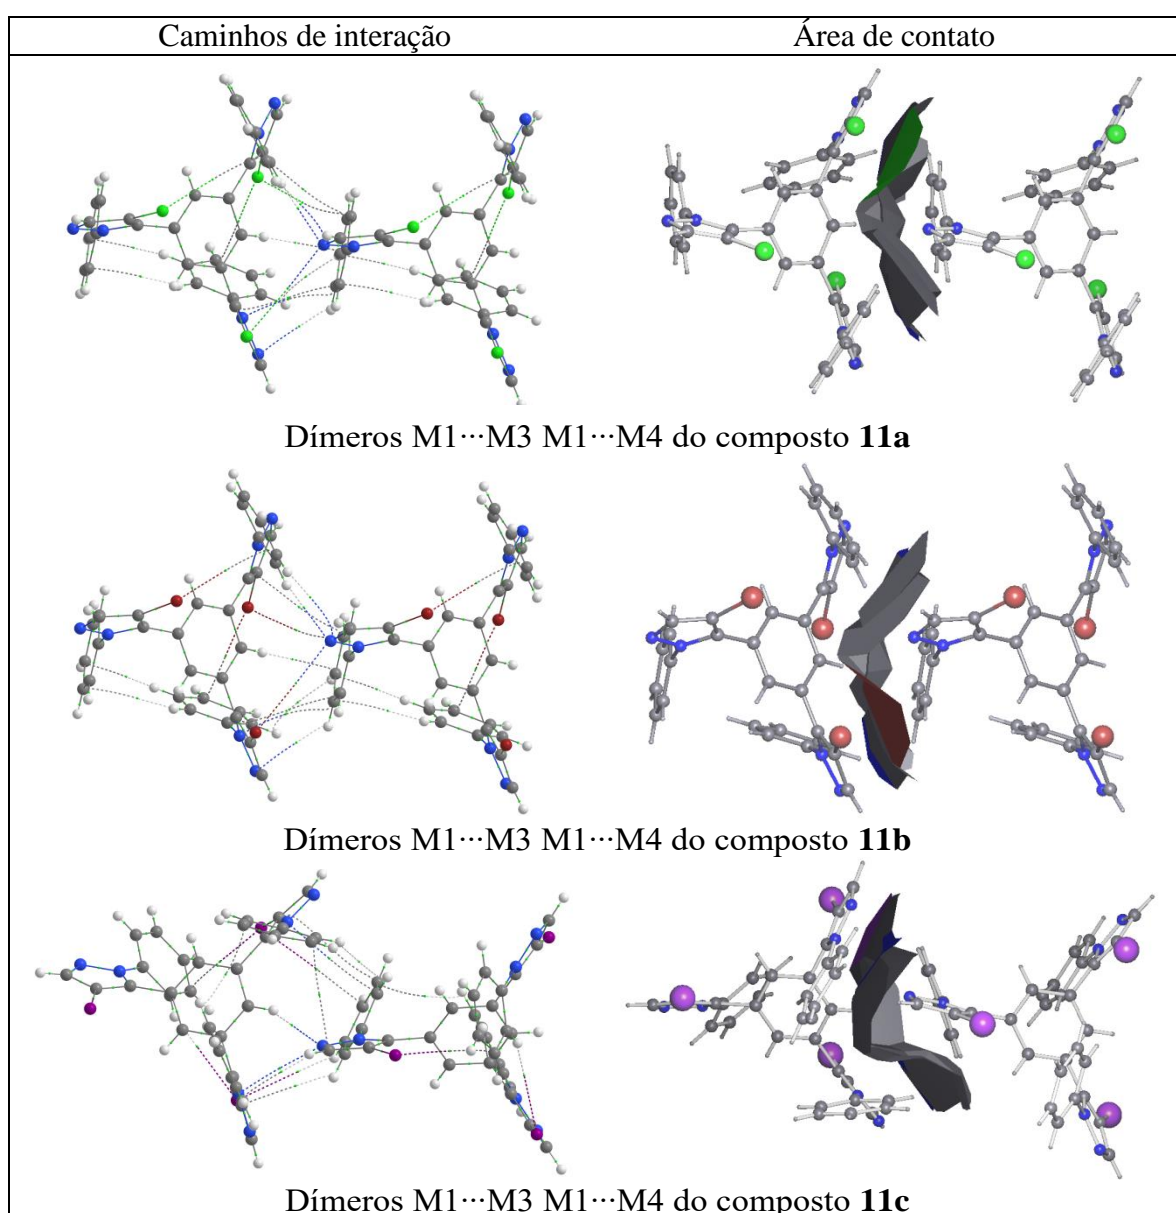 Caminhos de interação
Área de contato
Dímeros M1···M3 M1···M4 do composto 11a
Dímeros M1···M3 M1···M4 do composto 11b
Dímeros M1···M3 M1···M4 do composto 11c